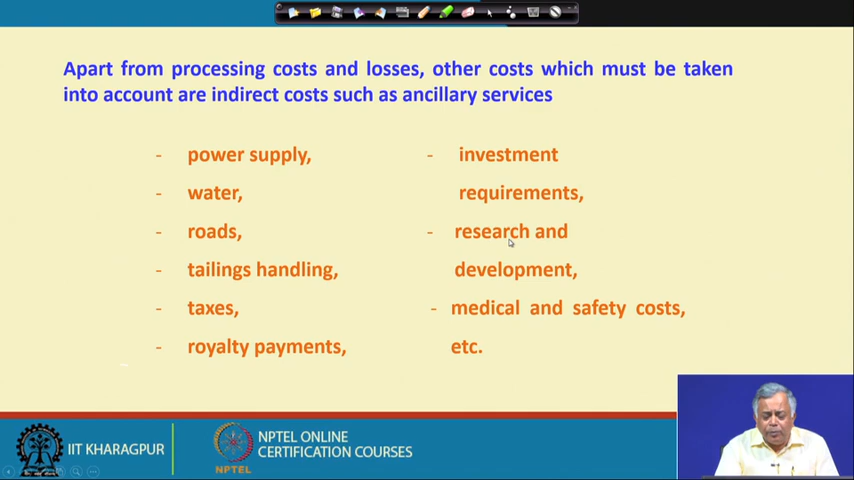 Apart from processing costs and losses, other costs which must be taken
into account are indirect costs such as ancillary services
- power supply,
- water,
- roads,
- tailings handling,
- taxes,
- royalty payments,
- investment
requirements,
- research and
development,
- medical and safety costs,
etc.
IIT KHARAGPUR
NPTEL
NPTEL ONLINE
CERTIFICATION COURSES